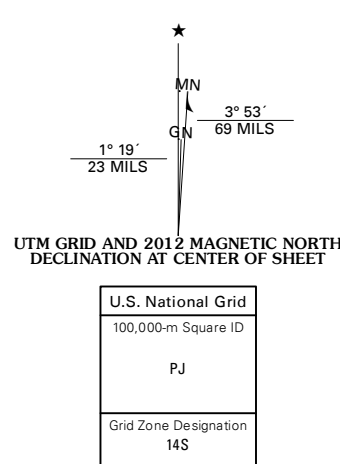 ★
MN
3° 53´
GN
69 MILS
1° 19´
23 MILS
UTM GRID AND 2012 MAGNETIC NORTH
DECLINATION AT CENTER OF SHEET
U.S. National Grid
100,000-m Square ID
PJ
Grid Zone Designation
14S